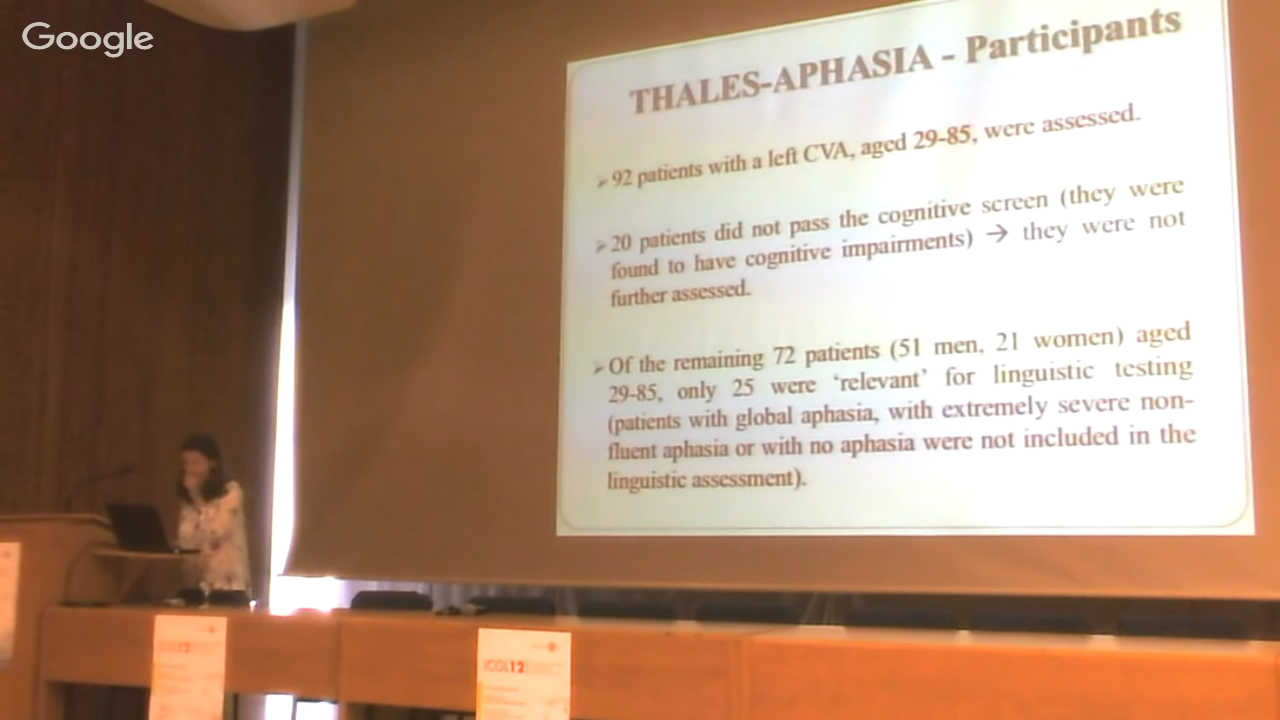 Google
THALES-APHASIA - Participants
➢ 92 patients with a left CVA, aged 29-85, were assessed.
➢ 20 patients did not pass the cognitive screen (they were
found to have cognitive impairments) → they were not
further assessed.
➢ Of the remaining 72 patients (51 men, 21 women) aged
29-85, only 25 were ‘relevant’ for linguistic testing
(patients with global aphasia, with extremely severe non-
fluent aphasia or with no aphasia were not included in the
linguistic assessment).
ICGL12
ICGL12